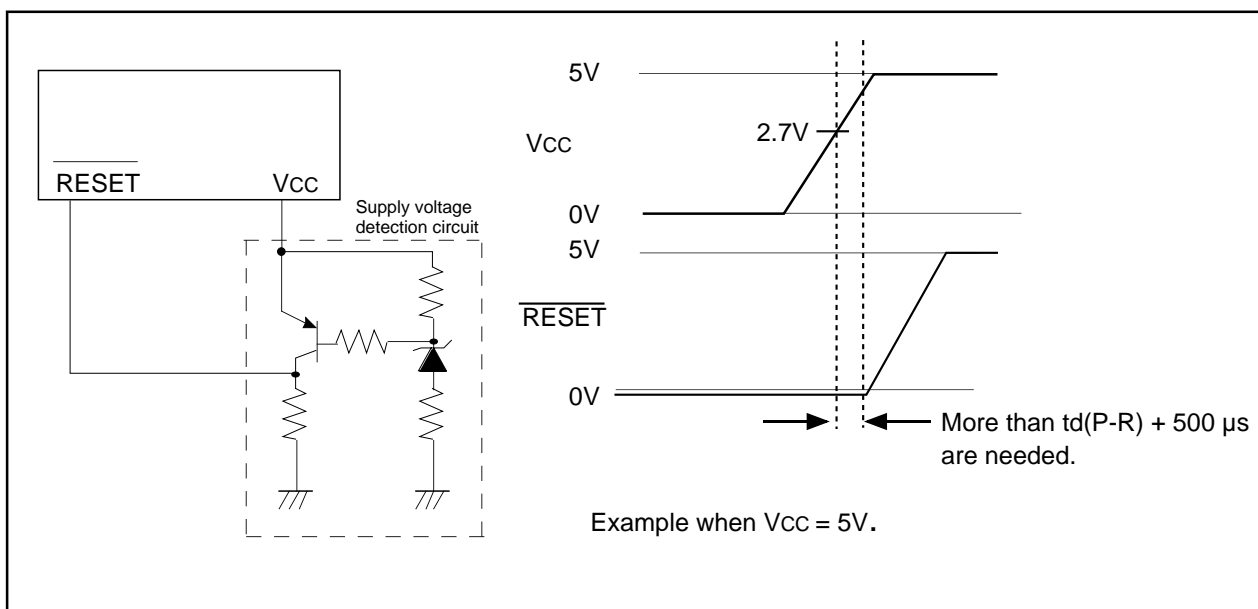 RESET VCC
Supply voltage
detection circuit
5V
2.7V
VCC
0V
5V
RESET
0V
More than td(P-R) + 500 µs
are needed.
Example when VCC = 5V.